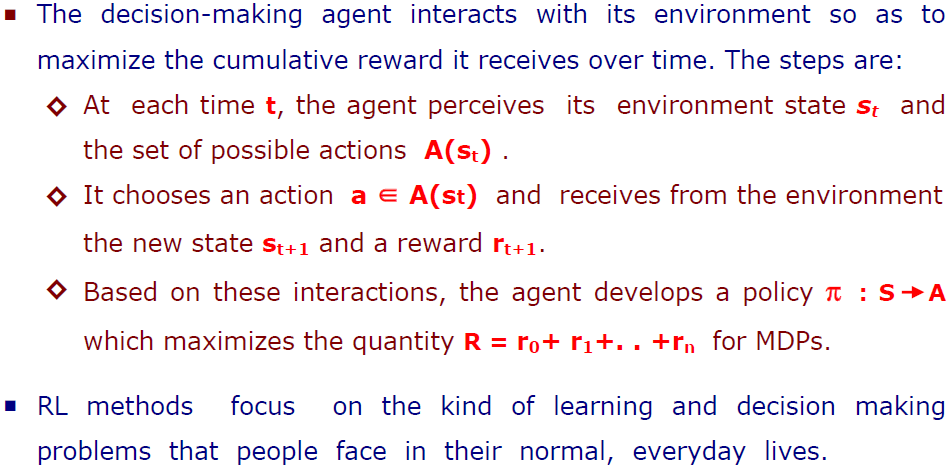 ▪ The decision-making agent interacts with its environment so as to
maximize the cumulative reward it receives over time. The steps are:
◇ At each time t, the agent perceives its environment state sₜ and
the set of possible actions A(sₜ) .
◇ It chooses an action a ∈ A(st) and receives from the environment
the new state sₜ₊₁ and a reward rₜ₊₁.
◇ Based on these interactions, the agent develops a policy π : S→A
which maximizes the quantity R = r₀+ r₁+. . +rₙ for MDPs.
▪ RL methods focus on the kind of learning and decision making
problems that people face in their normal, everyday lives.